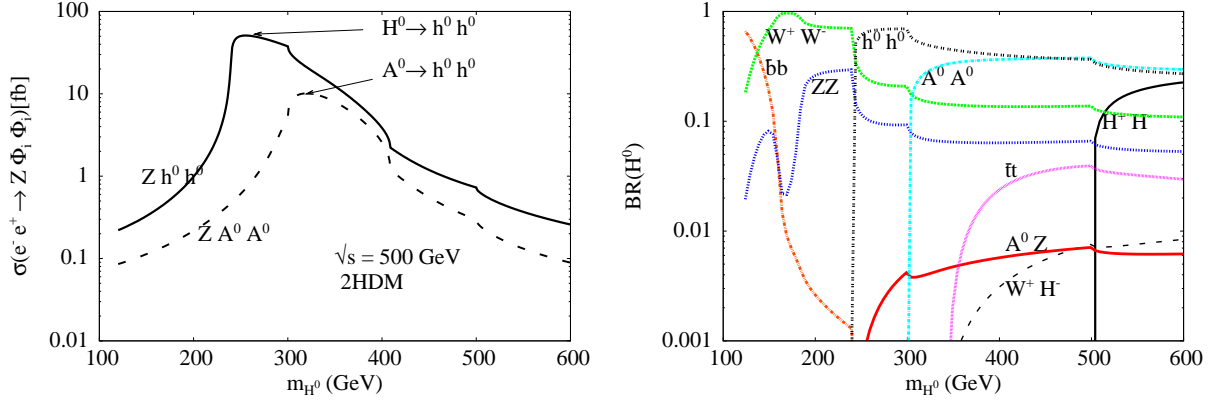 σ(e⁻ e⁺ → Z Φᵢ Φᵢ)[fb]
100
10
1
0.1
0.01
H⁰→ h⁰ h⁰
A⁰→ h⁰ h⁰
Z h⁰ h⁰
Z A⁰ A⁰
√s = 500 GeV
2HDM
100 200 300 400 500 600
m_H⁰ (GeV)
BR(H⁰)
1
0.1
0.01
0.001
W⁺ W⁻
h⁰ h⁰
b̄b
ZZ
A⁰ A⁰
H⁺ H⁻
t̄t
A⁰ Z
W⁺ H⁻
100 200 300 400 500 600
m_H⁰ (GeV)